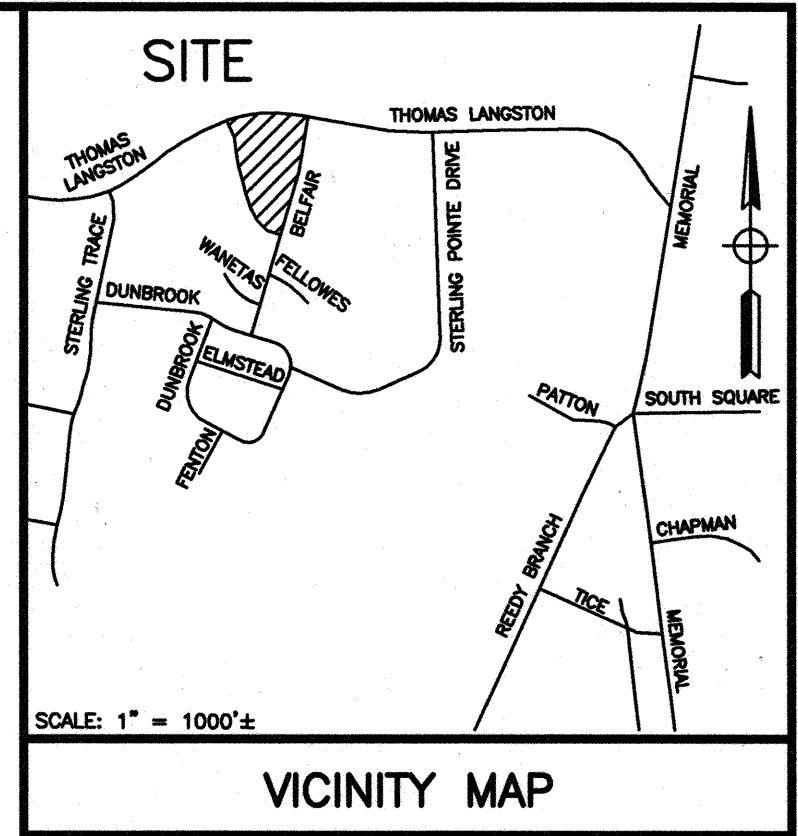 SITE
THOMAS LANGSTON
THOMAS
LANGSTON
MEMORIAL
STERLING POINTE DRIVE
BELFAIR
STERLING TRACE
WANETAS
FELLOWES
DUNBROOK
DUNBROOK
ELMSTEAD
FENTON
PATTON
SOUTH SQUARE
REEDY BRANCH
CHAPMAN
TICE
MEMORIAL
SCALE: 1" = 1000'±
VICINITY MAP